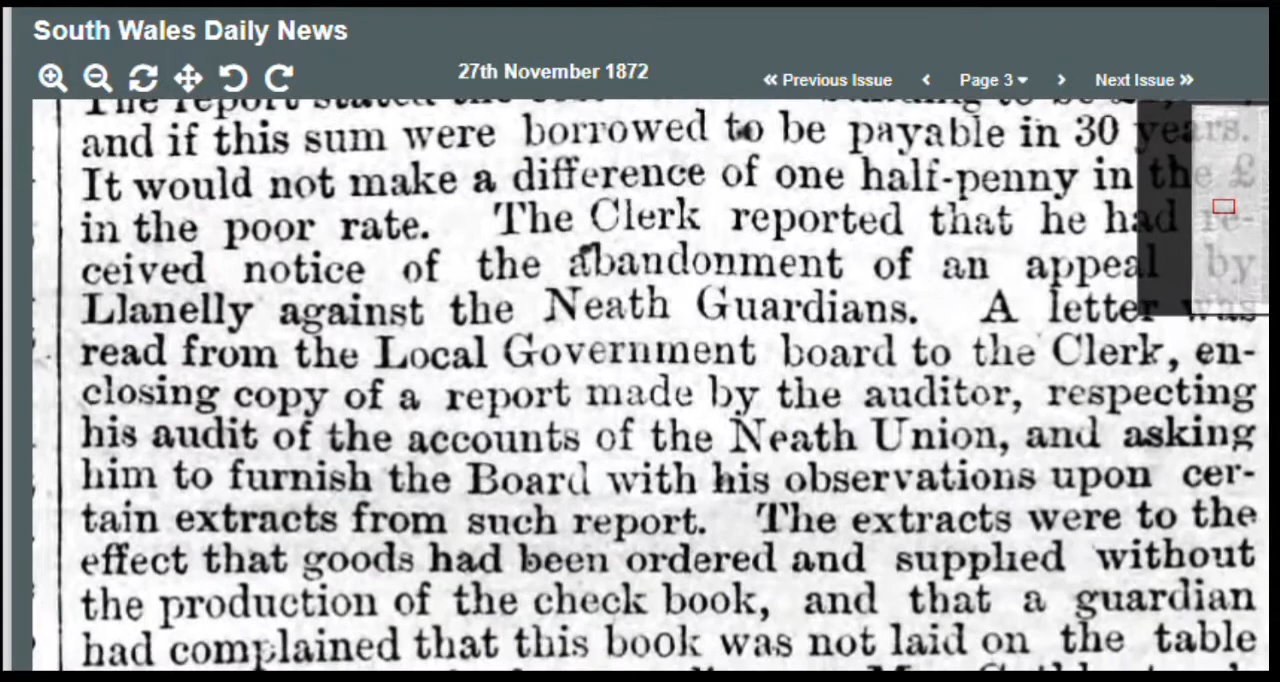 South Wales Daily News
27th November 1872
Previous Issue
Page 3
Next Issue
The report stated the
and if this sum were borrowed to be payable in 30 years.
It would not make a difference of one half-penny in the £
in the poor rate. The Clerk reported that he had re-
ceived notice of the abandonment of an appeal by
Llanelly against the Neath Guardians. A letter was
read from the Local Government board to the Clerk, en-
closing copy of a report made by the auditor, respecting
his audit of the accounts of the Neath Union, and asking
him to furnish the Board with his observations upon cer-
tain extracts from such report. The extracts were to the
effect that goods had been ordered and supplied without
the production of the check book, and that a guardian
had complained that this book was not laid on the table